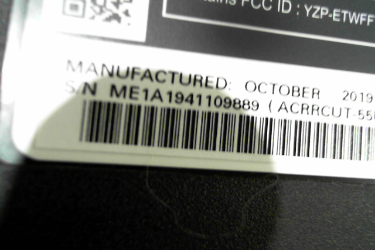 FCC ID : YZP-ETWFF
MANUFACTURED: OCTOBER 2019
S/N ME1A1941109889 (ACRRCUT-55